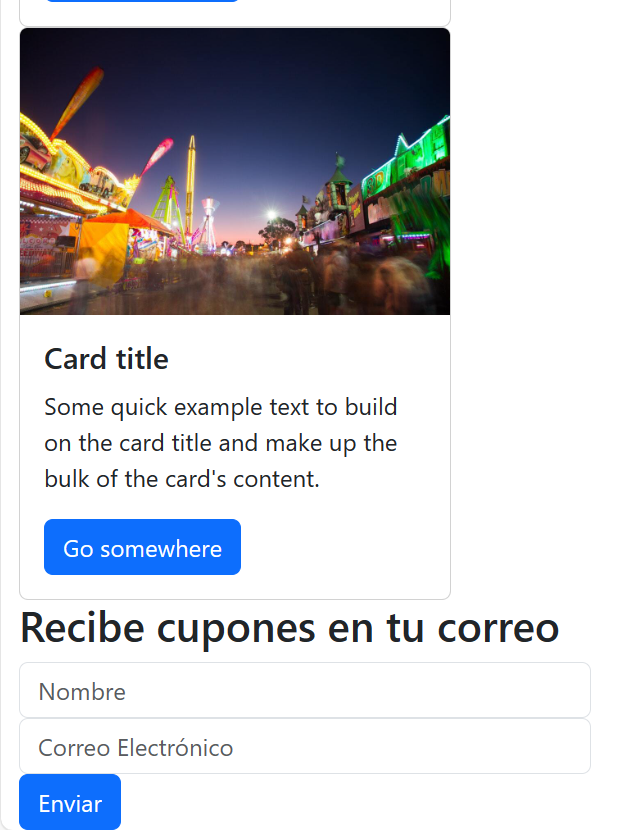 Card title
Some quick example text to build
on the card title and make up the
bulk of the card's content.
Go somewhere
Recibe cupones en tu correo
Nombre
Correo Electrónico
Enviar